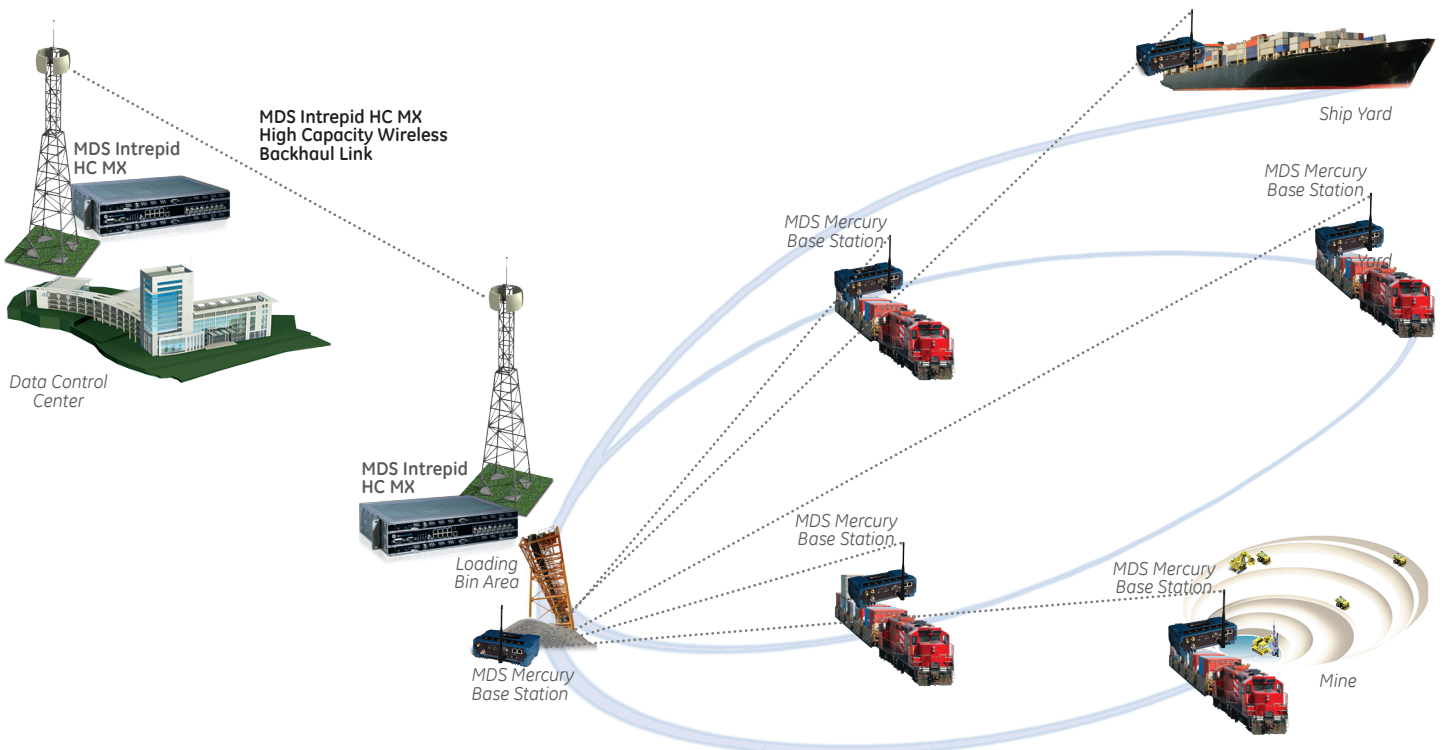 MDS Intrepid HC MX
High Capacity Wireless
Backhaul Link
MDS Intrepid
HC MX
Ship Yard
MDS Mercury
Base Station
MDS Mercury
Base Station
Yard
Data Control
Center
MDS Intrepid
HC MX
Loading
Bin Area
MDS Mercury
Base Station
MDS Mercury
Base Station
MDS Mercury
Base Station
Mine